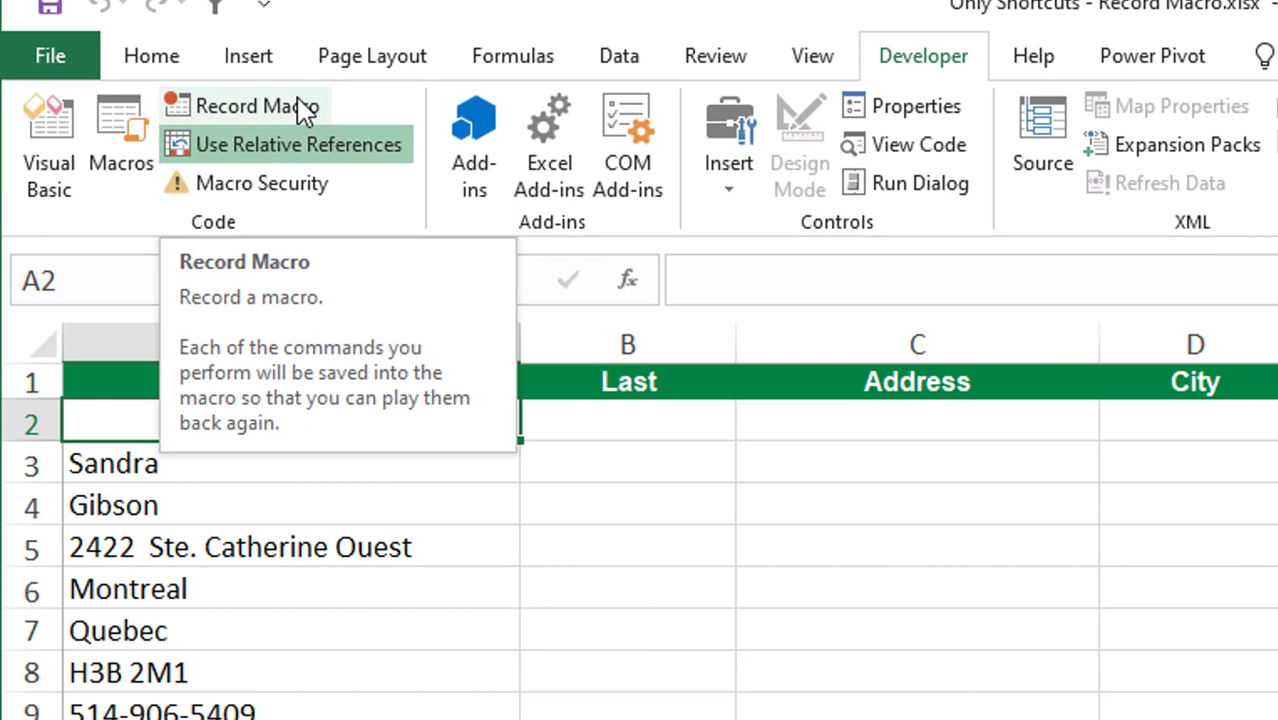 Only Shortcuts - Record Macro.xlsx -
File Home Insert Page Layout Formulas Data Review View Developer Help Power Pivot
Visual Basic
Macros
Record Macro
Use Relative References
Macro Security
Code
Add-ins
Excel Add-ins
COM Add-ins
Add-ins
Insert
Design Mode
Properties
View Code
Run Dialog
Controls
Source
Map Properties
Expansion Packs
Refresh Data
XML
A2
fx
Record Macro
Record a macro.
Each of the commands you
perform will be saved into the
macro so that you can play them
back again.
B C D
1 Last Address City
2
3 Sandra
4 Gibson
5 2422 Ste. Catherine Ouest
6 Montreal
7 Quebec
8 H3B 2M1
9 514-906-5409